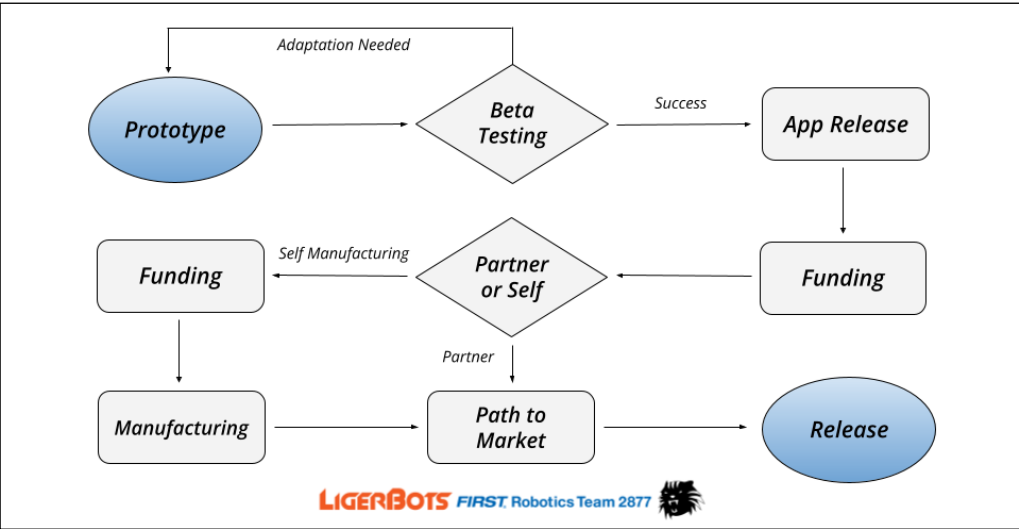 Adaptation Needed
Prototype
Beta
Testing
Success
App Release
Funding
Self Manufacturing
Partner
or Self
Funding
Partner
Manufacturing
Path to
Market
Release
LIGERBOTS FIRST Robotics Team 2877